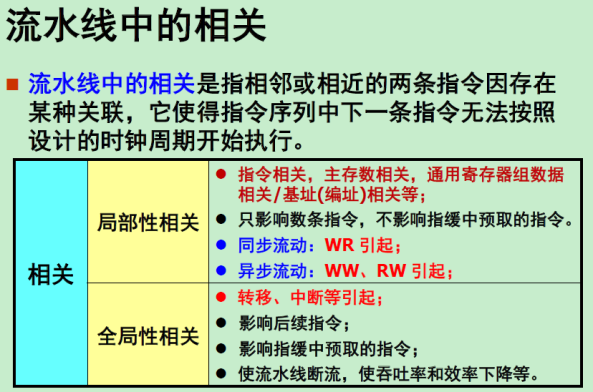 流水线中的相关
流水线中的相关是指相邻或相近的两条指令因存在
某种关联，它使得指令序列中下一条指令无法按照
设计的时钟周期开始执行。
相关
局部性相关
指令相关，主存数相关，通用寄存器组数据
相关/基址(编址)相关等；
只影响数条指令，不影响指缓中预取的指令。
同步流动：WR 引起；
异步流动：WW、RW 引起；
全局性相关
转移、中断等引起；
影响后续指令；
影响指缓中预取的指令；
使流水线断流，使吞吐率和效率下降等。